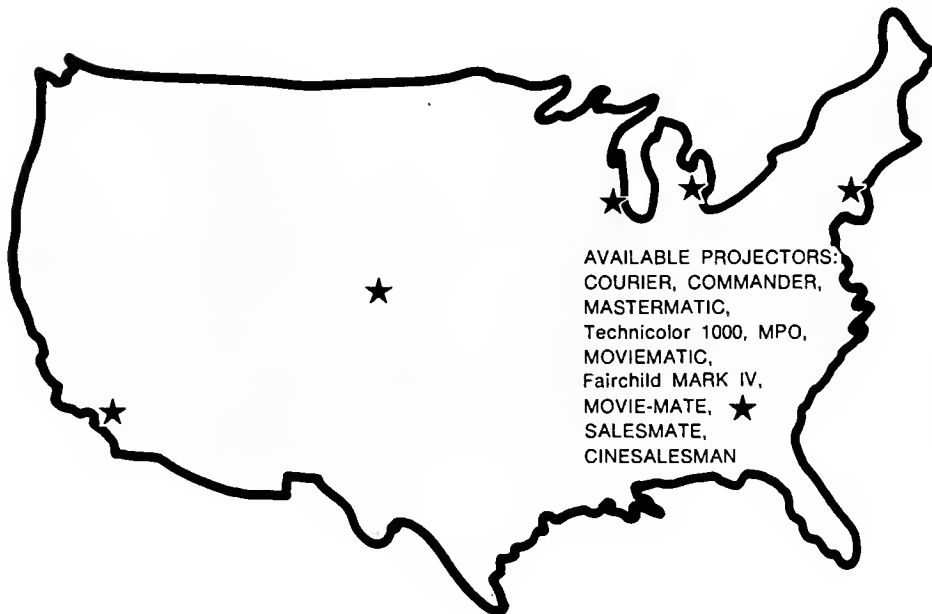 AVAILABLE PROJECTORS:
COURIER, COMMANDER,
MASTERMATIC,
Technicolor 1000, MPO,
MOVIEMATIC,
Fairchild MARK IV,
MOVIE-MATE,
SALESMATE,
CINESALESMAN